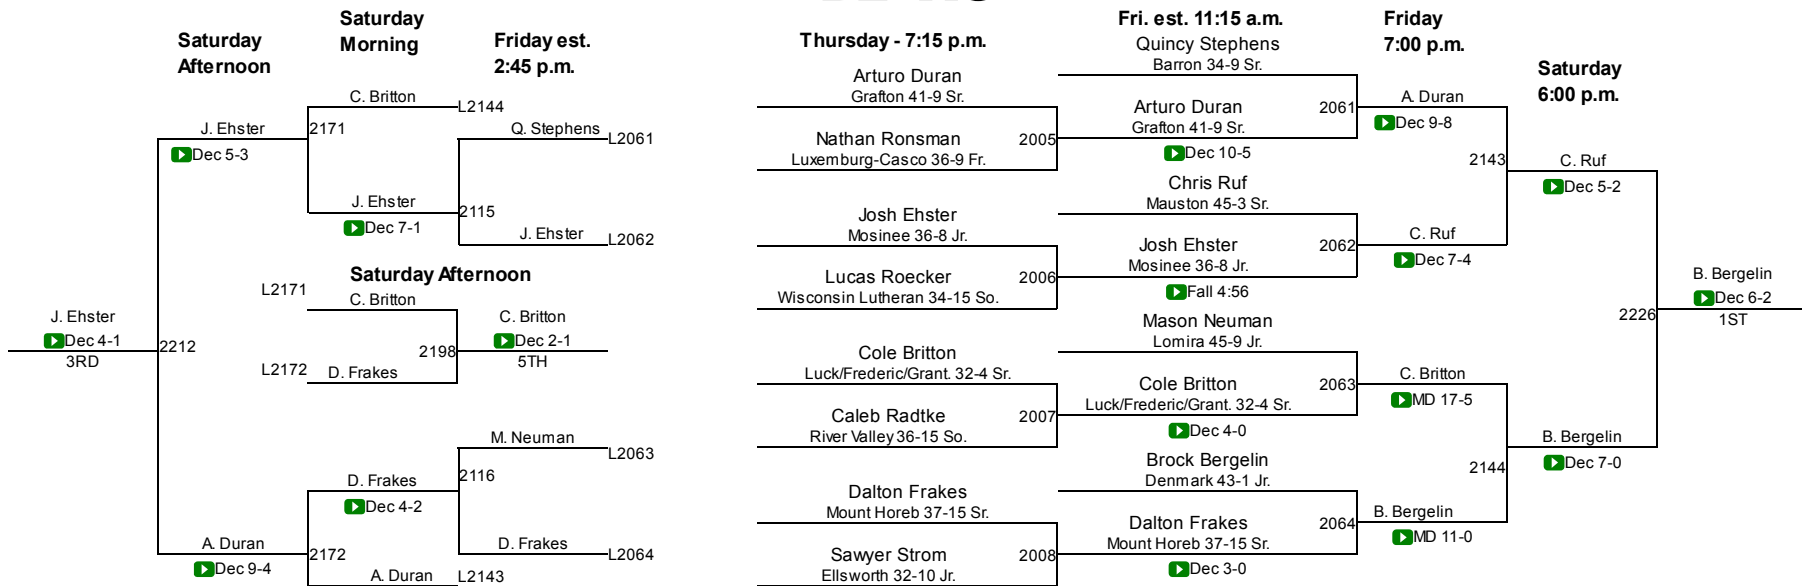 Saturday
Afternoon
Saturday
Morning
Friday est.
2:45 p.m.
C. Britton
L2144
J. Ehster
2171
Dec 5-3
Q. Stephens
L2061
J. Ehster
2115
Dec 7-1
J. Ehster
L2062
Saturday Afternoon
L2171
C. Britton
J. Ehster
Dec 4-1
3RD
2212
2198
C. Britton
Dec 2-1
5TH
L2172
D. Frakes
M. Neuman
L2063
D. Frakes
2116
Dec 4-2
A. Duran
2172
Dec 9-4
D. Frakes
L2064
A. Duran
L2143
Thursday - 7:15 p.m.
Fri. est. 11:15 a.m.
Friday
7:00 p.m.
Saturday
6:00 p.m.
Arturo Duran
Grafton 41-9 Sr.
Nathan Ronsman
2005
Luxemburg-Casco 36-9 Fr.
Josh Ehster
Mosinee 36-8 Jr.
Lucas Roecker
2006
Wisconsin Lutheran 34-15 So.
Cole Britton
Luck/Frederic/Grant. 32-4 Sr.
Caleb Radtke
2007
River Valley 36-15 So.
Dalton Frakes
Mount Horeb 37-15 Sr.
Sawyer Strom
2008
Ellsworth 32-10 Jr.
Quincy Stephens
Barron 34-9 Sr.
Arturo Duran
2061
Grafton 41-9 Sr.
Dec 10-5
Chris Ruf
Mauston 45-3 Sr.
Josh Ehster
2062
Mosinee 36-8 Jr.
Fall 4:56
Mason Neuman
Lomira 45-9 Jr.
Cole Britton
2063
Luck/Frederic/Grant. 32-4 Sr.
Dec 4-0
Brock Bergelin
Denmark 43-1 Jr.
Dalton Frakes
2064
Mount Horeb 37-15 Sr.
Dec 3-0
A. Duran
Dec 9-8
2143
C. Ruf
Dec 7-4
C. Britton
MD 17-5
2144
B. Bergelin
MD 11-0
C. Ruf
Dec 5-2
2226
B. Bergelin
Dec 7-0
B. Bergelin
Dec 6-2
1ST